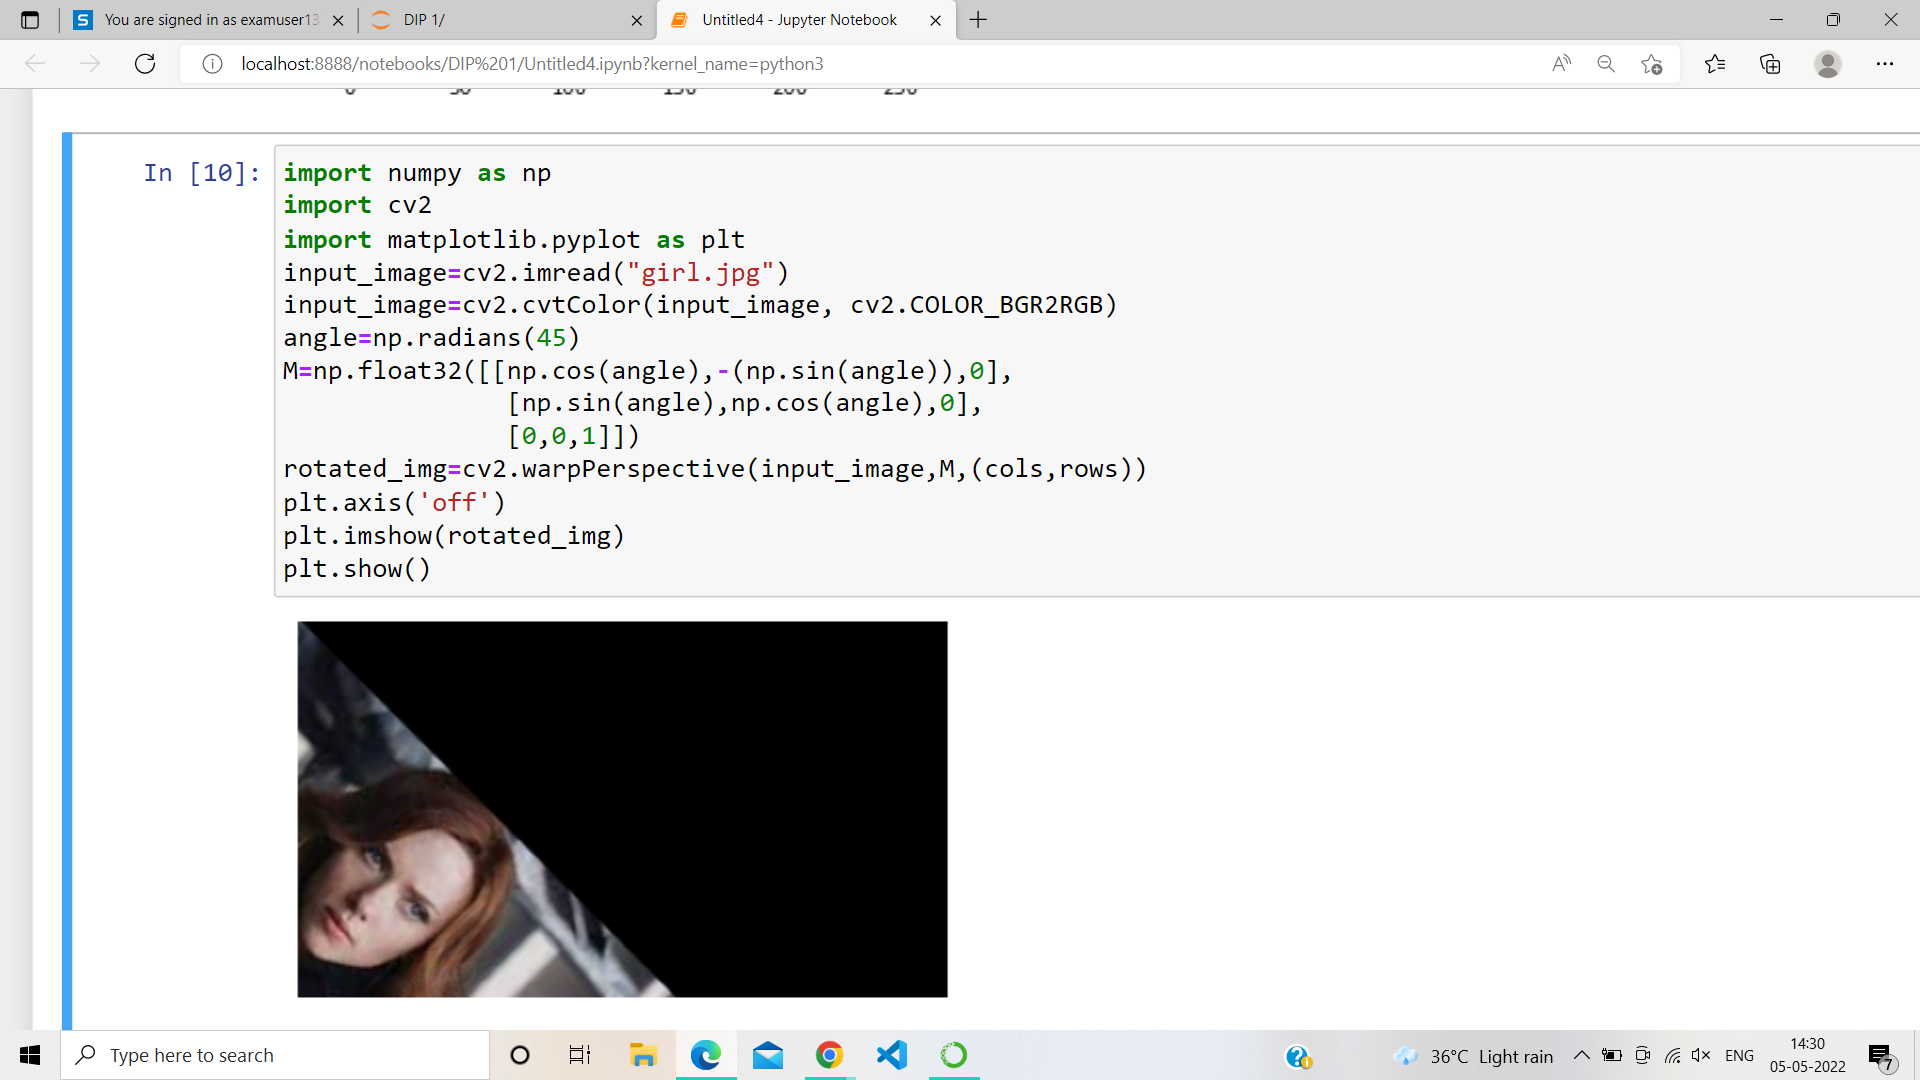 You are signed in as examuser13
DIP 1/
Untitled4 - Jupyter Notebook
localhost:8888/notebooks/DIP%201/Untitled4.ipynb?kernel_name=python3
0 50 100 150 200 250
In [10]:
import numpy as np
import cv2
import matplotlib.pyplot as plt
input_image=cv2.imread("girl.jpg")
input_image=cv2.cvtColor(input_image, cv2.COLOR_BGR2RGB)
angle=np.radians(45)
M=np.float32([[np.cos(angle),-(np.sin(angle)),0],
[np.sin(angle),np.cos(angle),0],
[0,0,1]])
rotated_img=cv2.warpPerspective(input_image,M,(cols,rows))
plt.axis('off')
plt.imshow(rotated_img)
plt.show()
Type here to search
36°C Light rain
ENG
14:30
05-05-2022
7